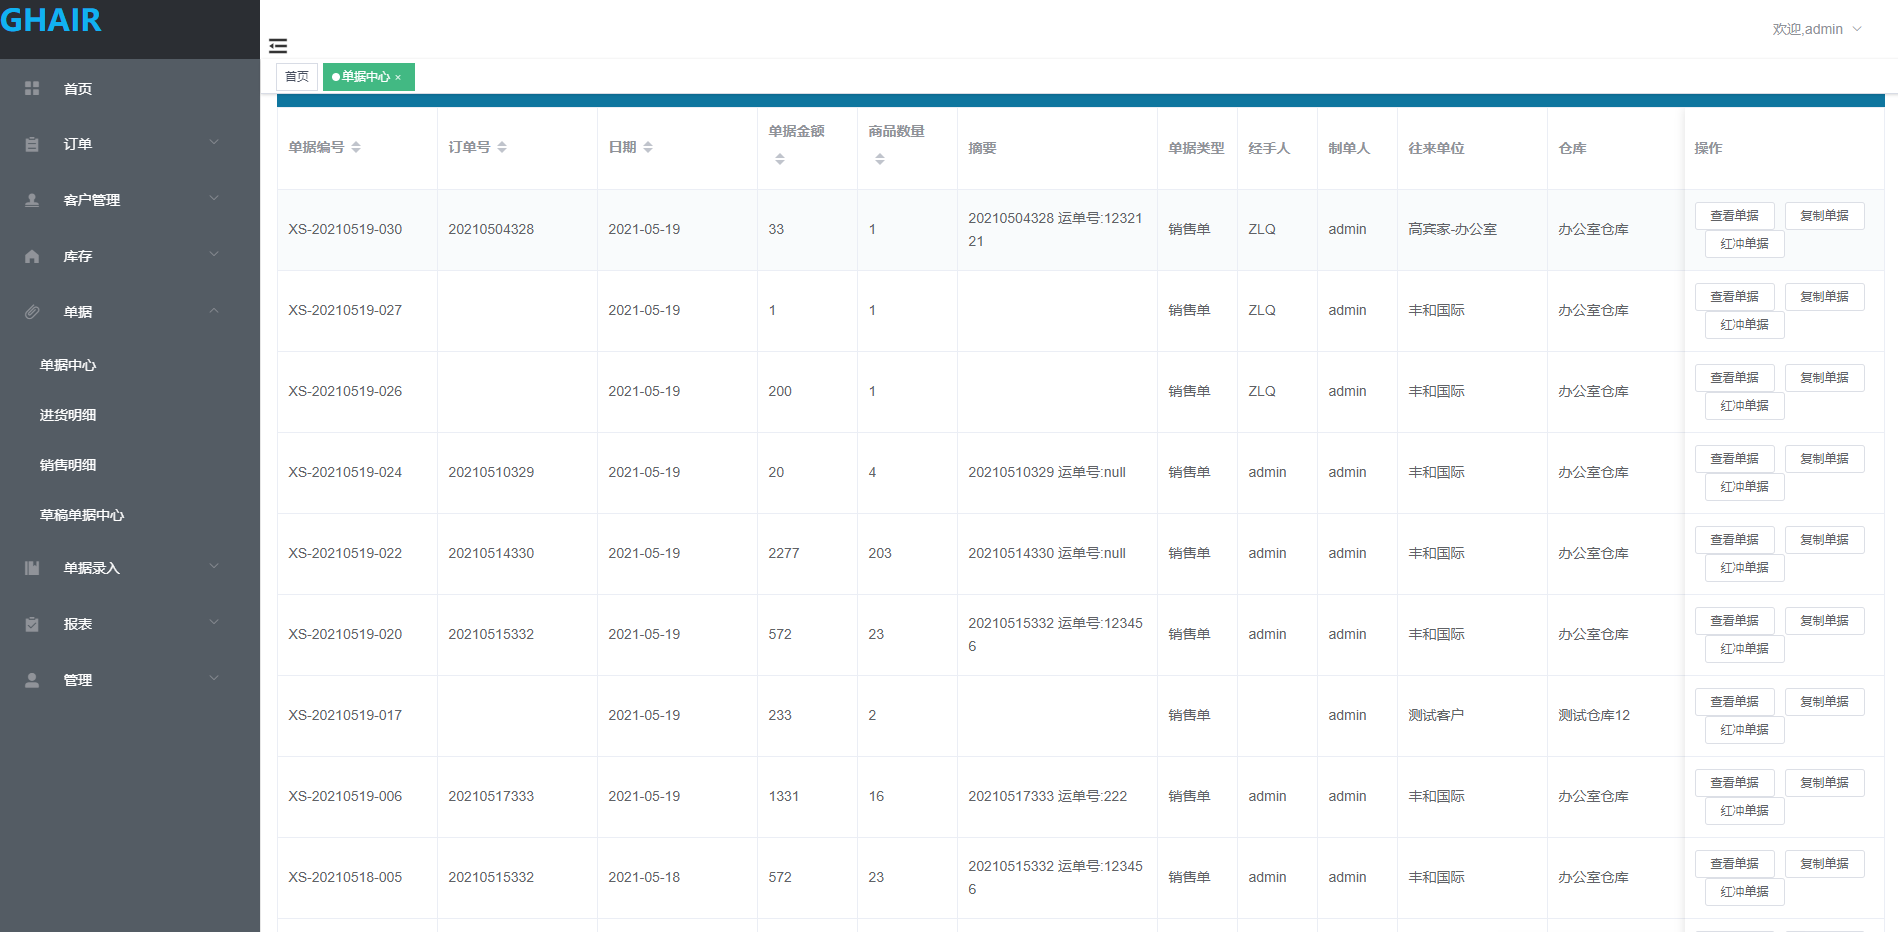 GHAIR
欢迎,admin
首页
单据中心 ×
首页
订单
客户管理
库存
单据
单据中心
进货明细
销售明细
草稿单据中心
单据录入
报表
管理
单据编号 订单号 日期 单据金额 商品数量 摘要 单据类型 经手人 制单人 往来单位 仓库 操作
XS-20210519-030 20210504328 2021-05-19 33 1 20210504328 运单号:12321
21 销售单 ZLQ admin 高宾家-办公室 办公室仓库 查看单据 复制单据
红冲单据
XS-20210519-027 2021-05-19 1 1 销售单 ZLQ admin 丰和国际 办公室仓库 查看单据 复制单据
红冲单据
XS-20210519-026 2021-05-19 200 1 销售单 ZLQ admin 丰和国际 办公室仓库 查看单据 复制单据
红冲单据
XS-20210519-024 20210510329 2021-05-19 20 4 20210510329 运单号:null 销售单 admin admin 丰和国际 办公室仓库 查看单据 复制单据
红冲单据
XS-20210519-022 20210514330 2021-05-19 2277 203 20210514330 运单号:null 销售单 admin admin 丰和国际 办公室仓库 查看单据 复制单据
红冲单据
XS-20210519-020 20210515332 2021-05-19 572 23 20210515332 运单号:12345
6 销售单 admin admin 丰和国际 办公室仓库 查看单据 复制单据
红冲单据
XS-20210519-017 2021-05-19 233 2 销售单 admin 测试客户 测试仓库12 查看单据 复制单据
红冲单据
XS-20210519-006 20210517333 2021-05-19 1331 16 20210517333 运单号:222 销售单 admin admin 丰和国际 办公室仓库 查看单据 复制单据
红冲单据
XS-20210518-005 20210515332 2021-05-18 572 23 20210515332 运单号:12345
6 销售单 admin admin 丰和国际 办公室仓库 查看单据 复制单据
红冲单据